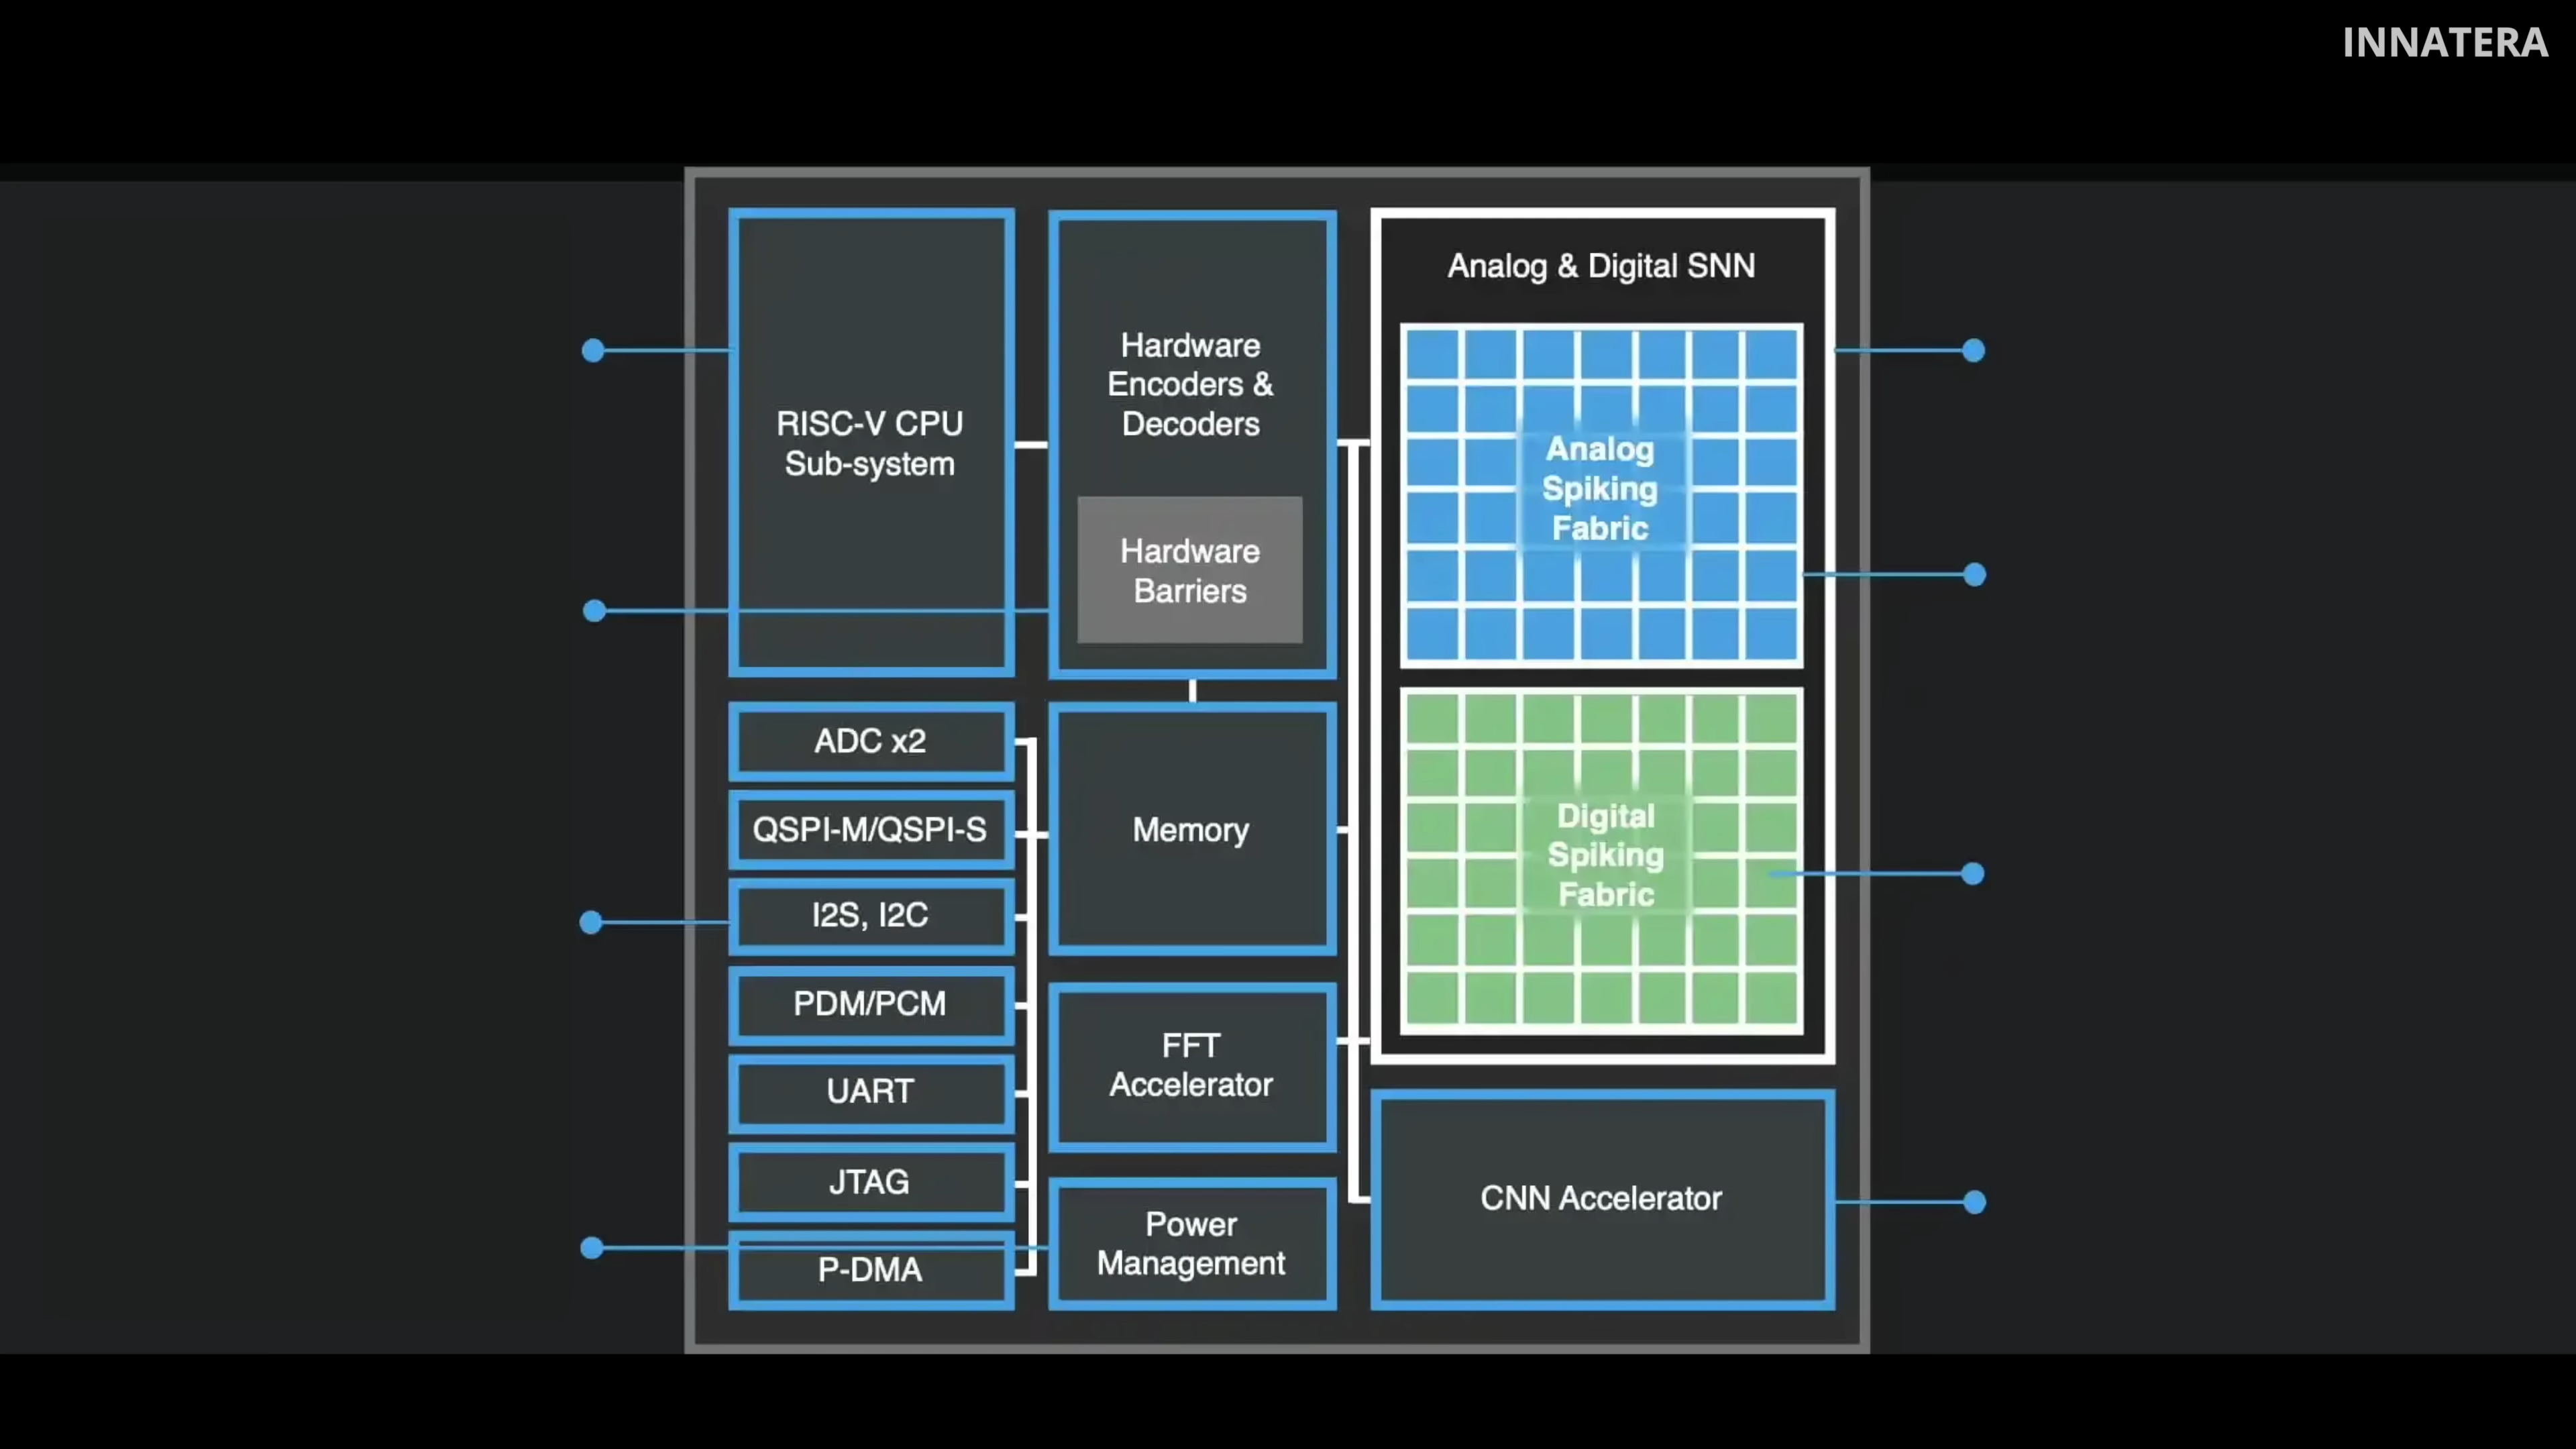 INNATERA
RISC-V CPU
Sub-system
Hardware
Encoders &
Decoders
Hardware
Barriers
Analog & Digital SNN
Analog
Spiking
Fabric
Digital
Spiking
Fabric
ADC x2
QSPI-M/QSPI-S
I2S, I2C
PDM/PCM
UART
JTAG
P-DMA
Memory
FFT
Accelerator
Power
Management
CNN Accelerator